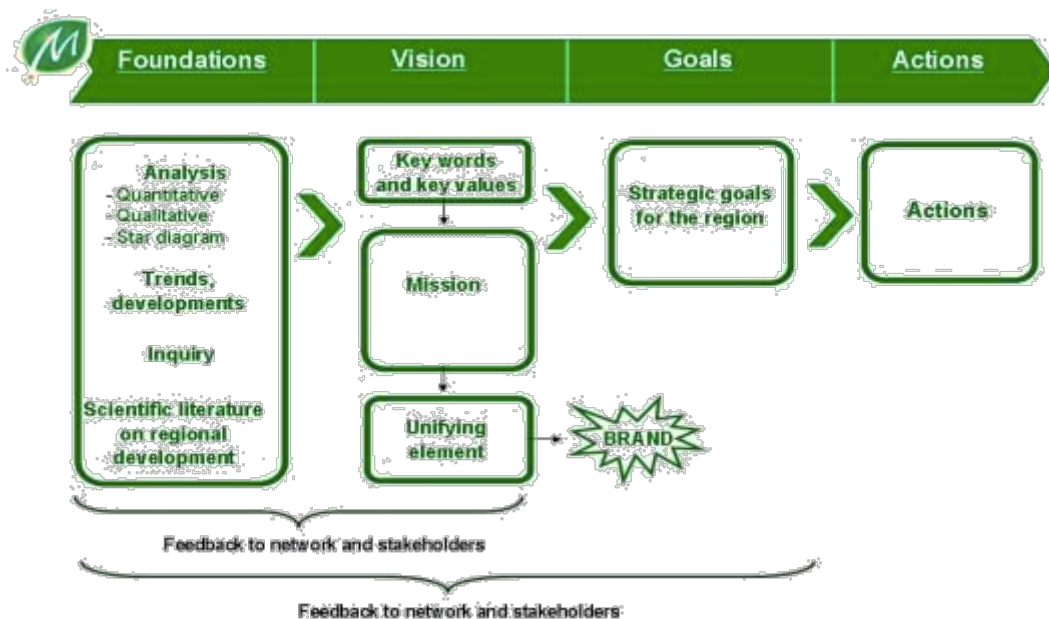 M
Foundations
Vision
Goals
Actions
Analysis
- Quantitative
- Qualitative
- Star diagram
Trends,
developments
Inquiry
Scientific literature
on regional
development
Key words
and key values
Mission
Unifying
element
BRAND
Strategic goals
for the region
Actions
Feedback to network and stakeholders
Feedback to network and stakeholders